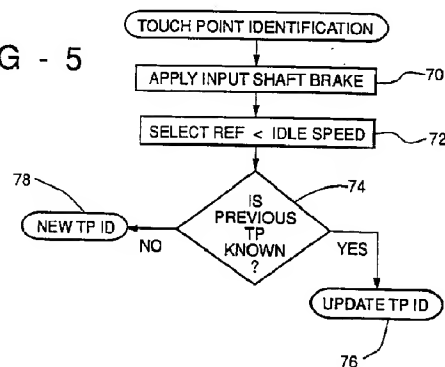 G - 5
TOUCH POINT IDENTIFICATION
APPLY INPUT SHAFT BRAKE
70
SELECT REF < IDLE SPEED
72
74
IS
PREVIOUS
TP
KNOWN
?
78
NEW TP ID
NO
YES
UPDATE TP ID
76